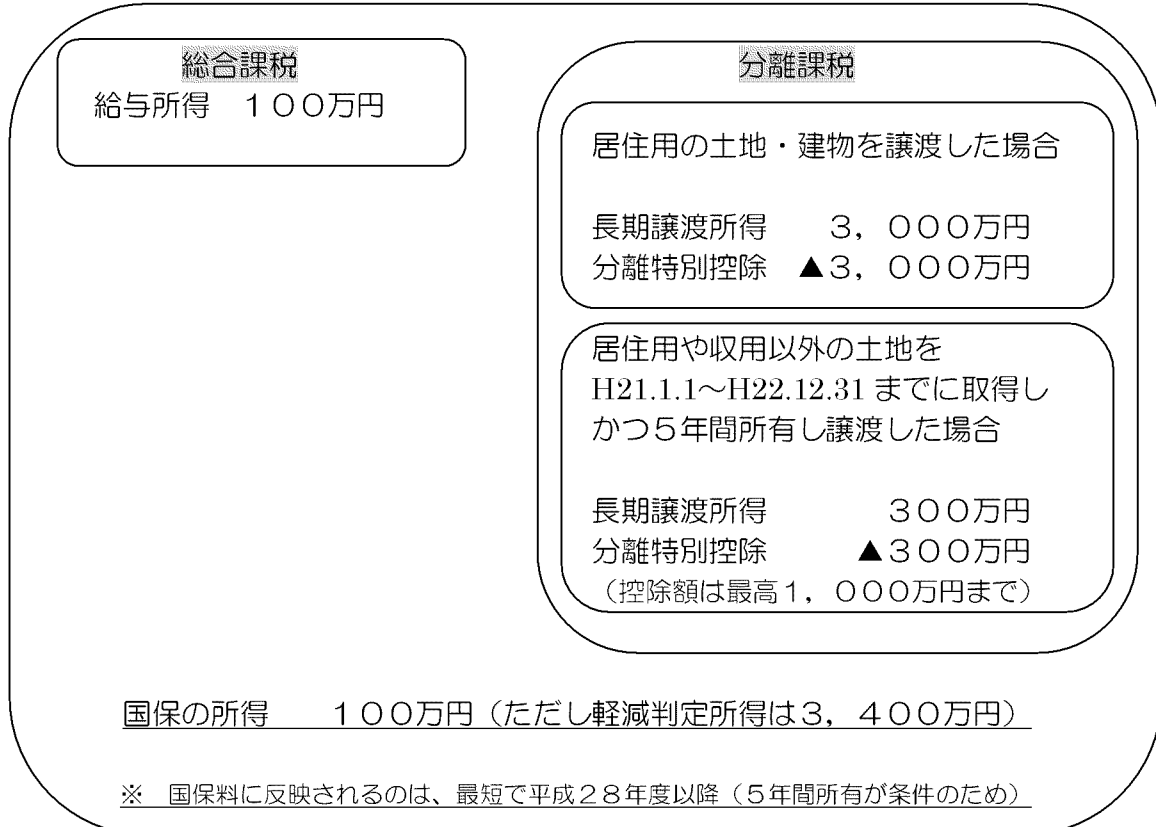 総合課税
給与所得　１００万円
分離課税
居住用の土地・建物を譲渡した場合
長期譲渡所得　　３，０００万円
分離特別控除　▲３，０００万円
居住用や収用以外の土地を
H21.1.1～H22.12.31 までに取得し
かつ５年間所有し譲渡した場合
長期譲渡所得　　　　３００万円
分離特別控除　　　▲３００万円
（控除額は最高１，０００万円まで）
国保の所得　　１００万円（ただし軽減判定所得は３，４００万円）
※　国保料に反映されるのは、最短で平成２８年度以降（５年間所有が条件のため）